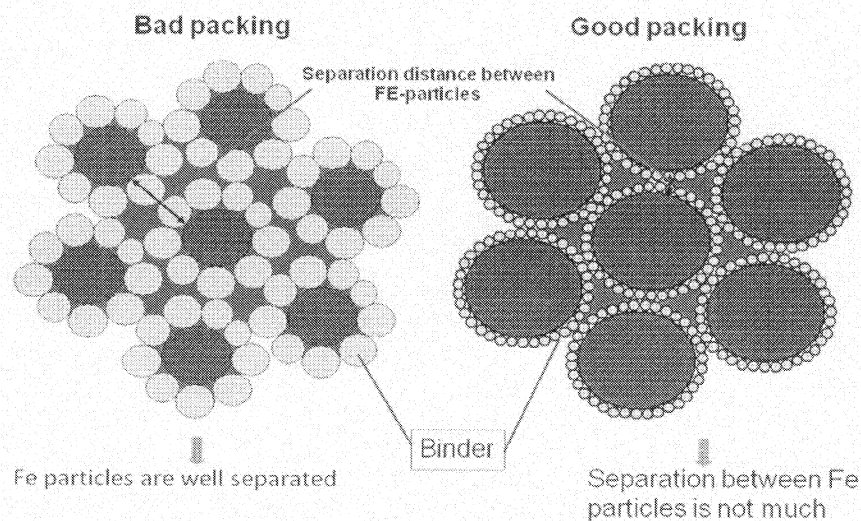 Bad packing
Good packing
Separation distance between
FE-particles
Binder
Fe particles are well separated
Separation between Fe
particles is not much